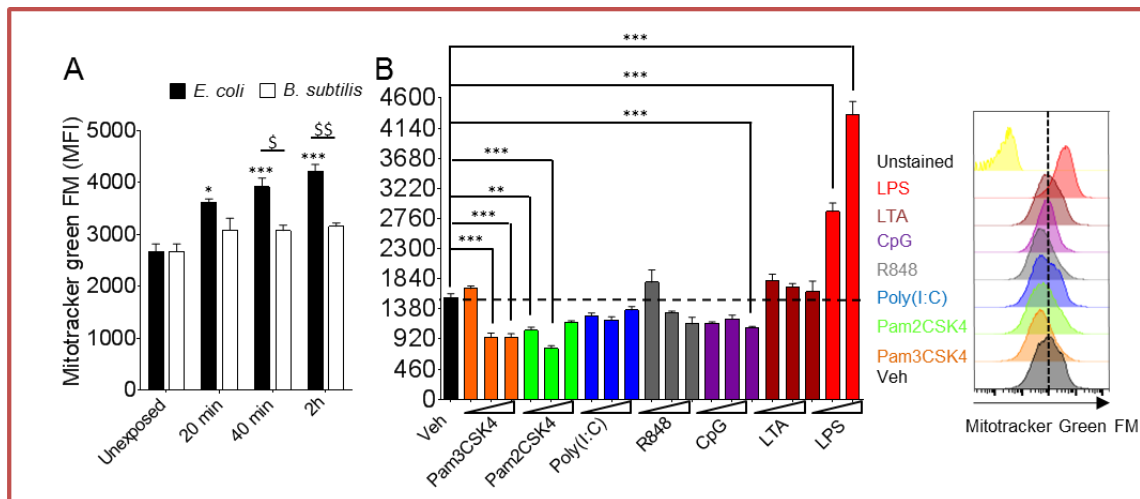 A
B
E. coli
B. subtilis
Mitotracker green FM (MFI)
5000
4000
3000
2000
1000
0
*
***
***
$
$$
Unexposed
20 min
40 min
2h
4600
4140
3680
3220
2760
2300
1840
1380
920
460
0
***
***
***
***
**
***
***
Veh
Pam3CSK4
Pam2CSK4
Poly(I:C)
R848
CpG
LTA
LPS
Unstained
LPS
LTA
CpG
R848
Poly(I:C)
Pam2CSK4
Pam3CSK4
Veh
Mitotracker Green FM